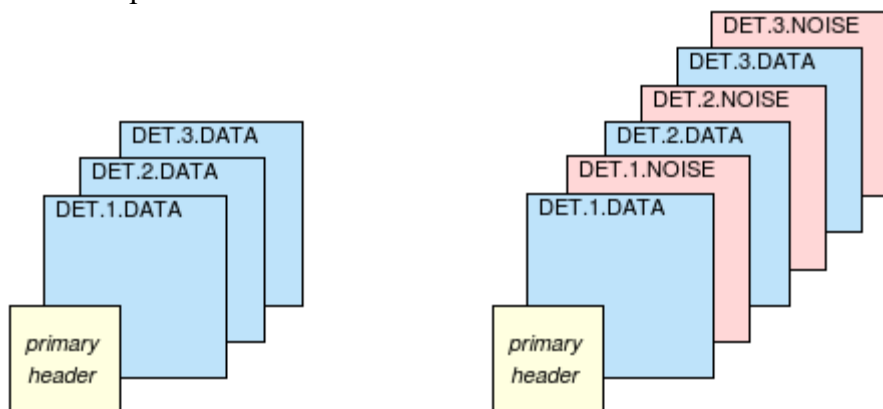 DET.3.DATA
DET.2.DATA
DET.1.DATA
primary
header
DET.3.NOISE
DET.3.DATA
DET.2.NOISE
DET.2.DATA
DET.1.NOISE
DET.1.DATA
primary
header